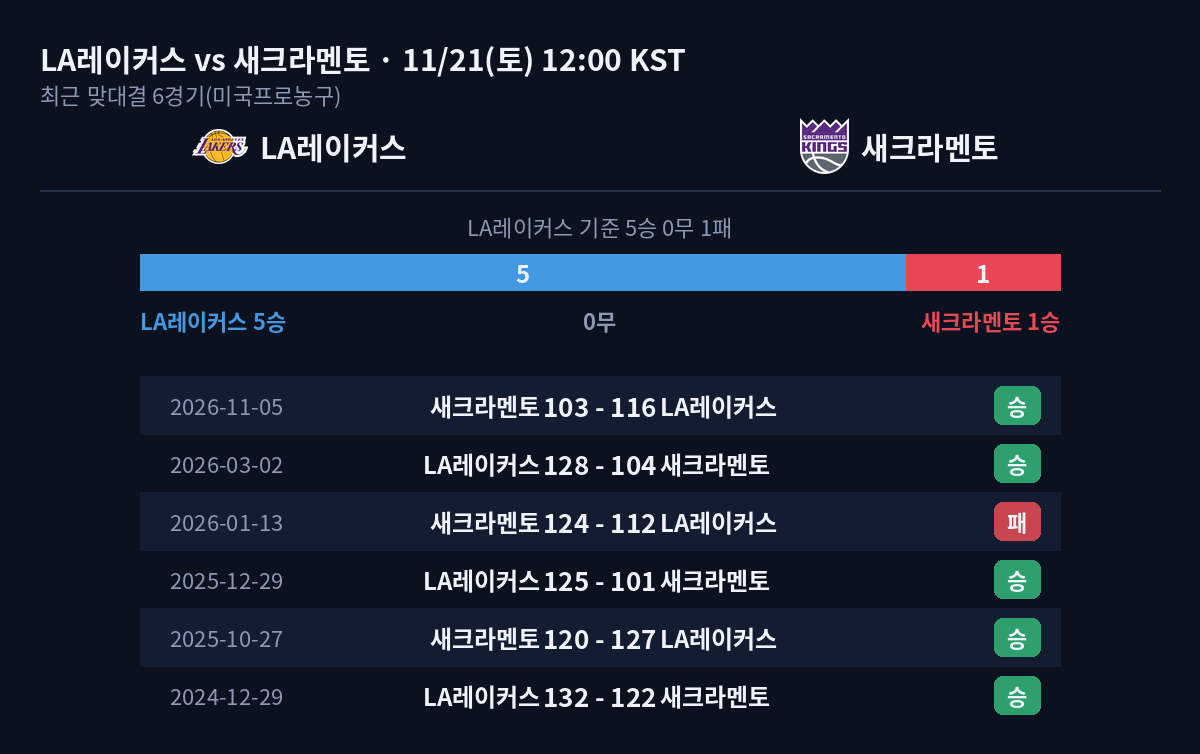 LA레이커스 vs 새크라멘토 · 11/21(토) 12:00 KST
최근 맞대결 6경기(미국프로농구)
LOS ANGELES LAKERS LA레이커스
SACRAMENTO KINGS 새크라멘토
LA레이커스 기준 5승 0무 1패
5 1
LA레이커스 5승 0무 새크라멘토 1승
2026-11-05 새크라멘토 103 - 116 LA레이커스 승
2026-03-02 LA레이커스 128 - 104 새크라멘토 승
2026-01-13 새크라멘토 124 - 112 LA레이커스 패
2025-12-29 LA레이커스 125 - 101 새크라멘토 승
2025-10-27 새크라멘토 120 - 127 LA레이커스 승
2024-12-29 LA레이커스 132 - 122 새크라멘토 승